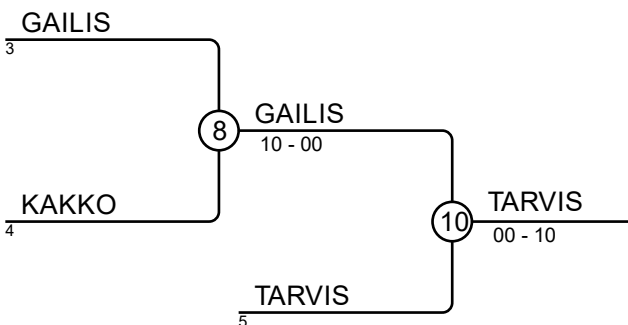 GAILIS
3
8
GAILIS
10 - 00
KAKKO
4
10
TARVIS
00 - 10
TARVIS
5